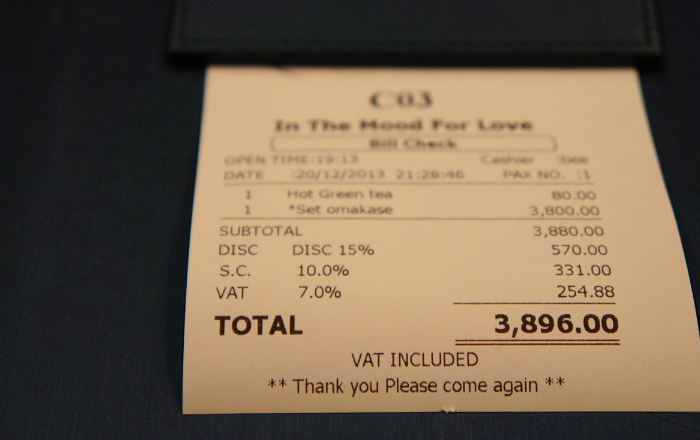 C03
In The Mood For Love
Bill Check
OPEN TIME:19:13 Cashier :bee
DATE :20/12/2013 21:28:46 PAX NO. :1
1 Hot Green tea 80.00
1 *Set omakase 3,800.00
SUBTOTAL 3,880.00
DISC DISC 15% 570.00
S.C. 10.0% 331.00
VAT 7.0% 254.88
TOTAL 3,896.00
VAT INCLUDED
** Thank you Please come again **